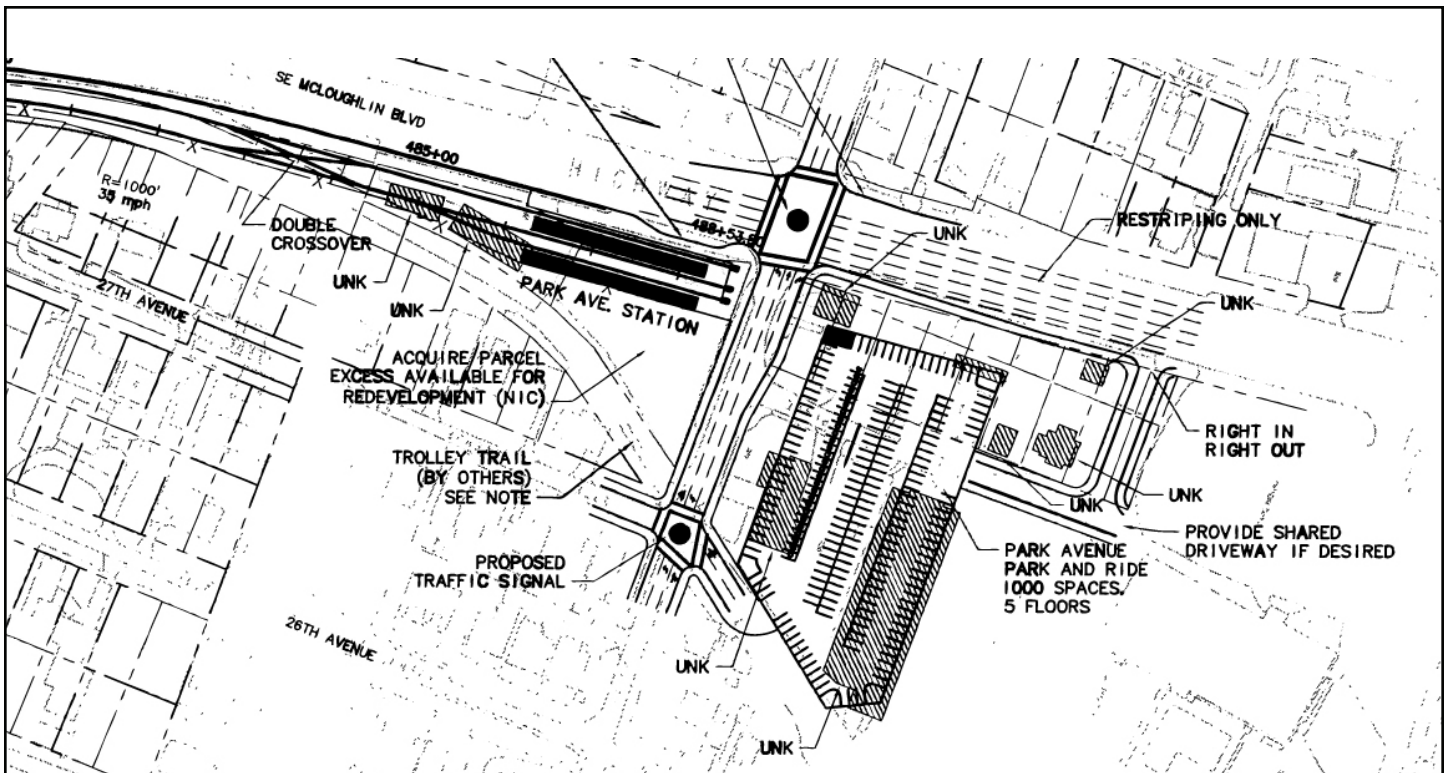 SE MCLOUGHLIN BLVD
485+00
R=1000'
35 mph
DOUBLE
CROSSOVER
UNK
UNK
27TH AVENUE
PARK AVE. STATION
UNK
RESTRIPING ONLY
UNK
ACQUIRE PARCEL
EXCESS AVAILABLE FOR
REDEVELOPMENT (NIC)
TROLLEY TRAIL
(BY OTHERS)
SEE NOTE
RIGHT IN
RIGHT OUT
UNK
UNK
PROVIDE SHARED
DRIVEWAY IF DESIRED
PROPOSED
TRAFFIC SIGNAL
PARK AVENUE
PARK AND RIDE
1000 SPACES,
5 FLOORS
26TH AVENUE
UNK
UNK